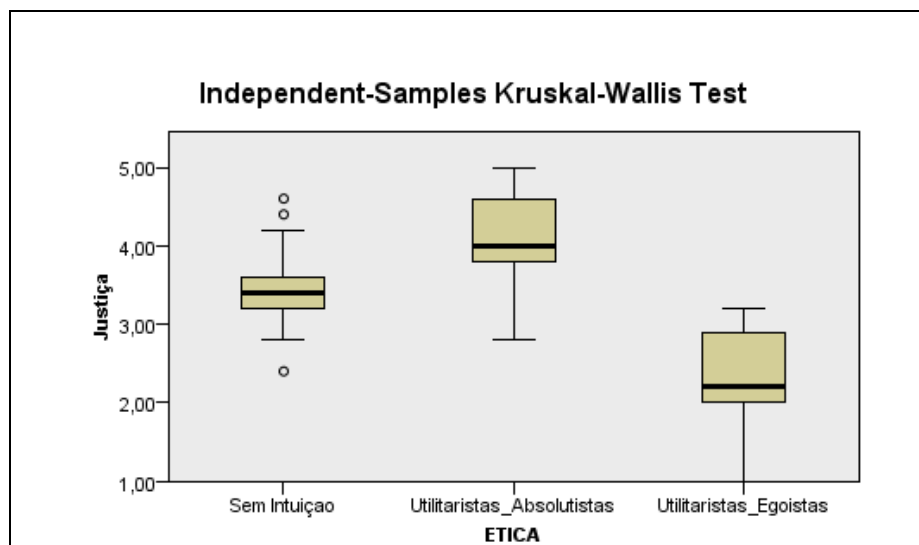 Independent-Samples Kruskal-Wallis Test
5,00
4,00
3,00
2,00
1,00
Justiça
Sem Intuiçao
Utilitaristas_Absolutistas
Utilitaristas_Egoistas
ETICA